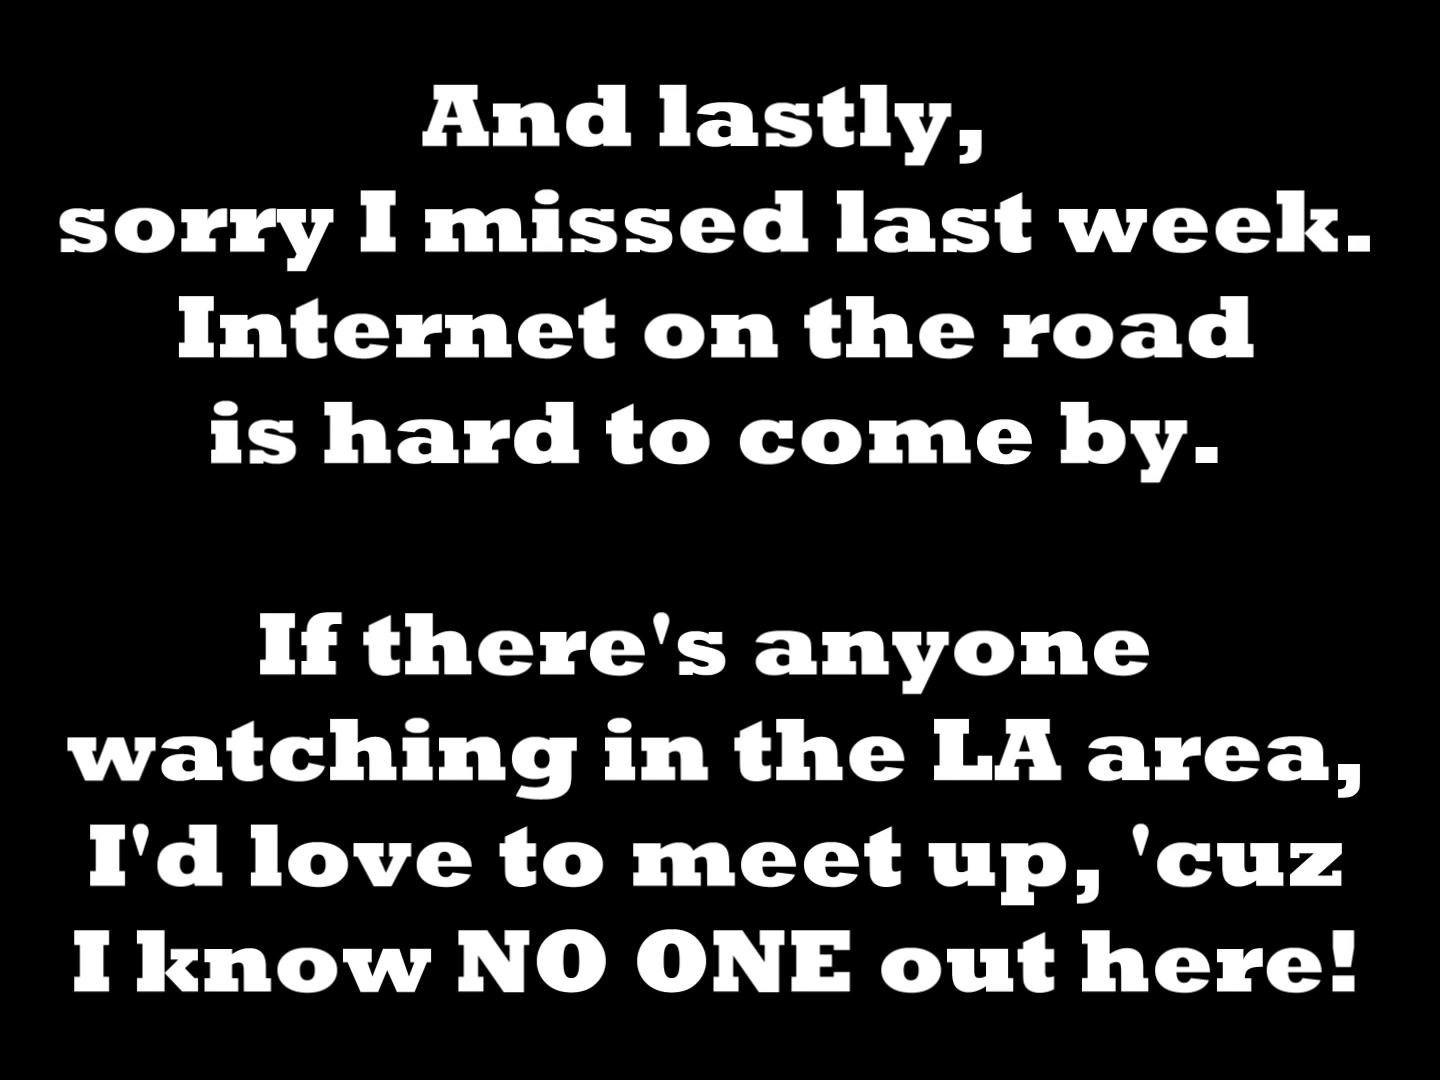 And lastly,
sorry I missed last week.
Internet on the road
is hard to come by.
If there's anyone
watching in the LA area,
I'd love to meet up, 'cuz
I know NO ONE out here!